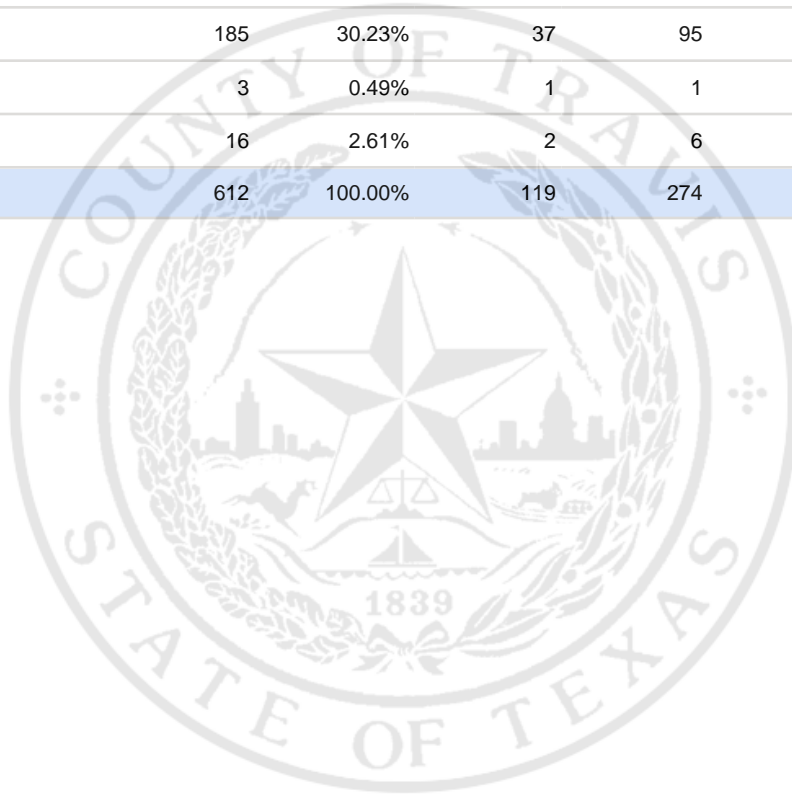 185 30.23% 37 95
3 0.49% 1 1
16 2.61% 2 6
612 100.00% 119 274
COUNTY OF TRAVIS
1839
STATE OF TEXAS